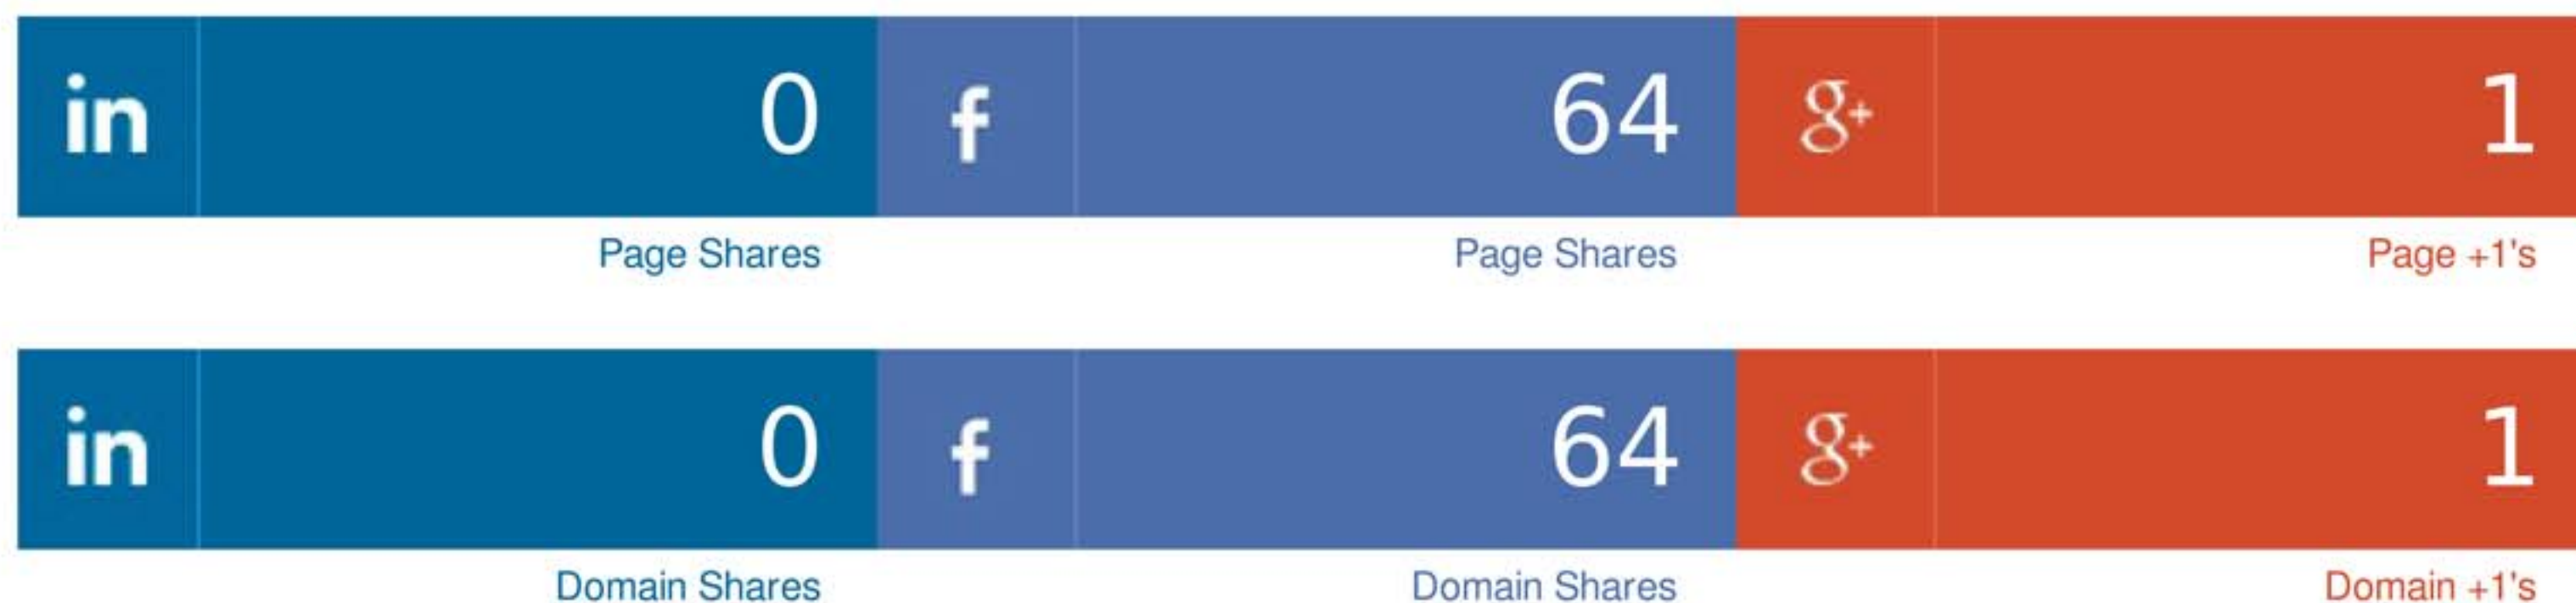 in 0 f 64 g+ 1
Page Shares Page Shares Page +1's
in 0 f 64 g+ 1
Domain Shares Domain Shares Domain +1's